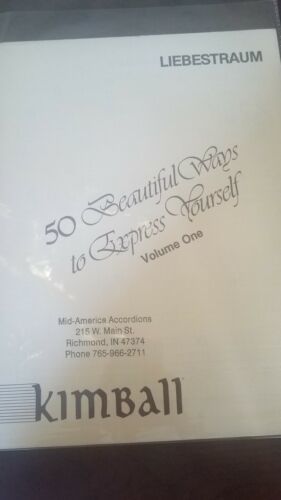 LIEBESTRAUM
50 Beautiful Ways
to Express Yourself
Volume One
Mid-America Accordions
215 W. Main St.
Richmond, IN 47374
Phone 765-966-2711
KIMBALL